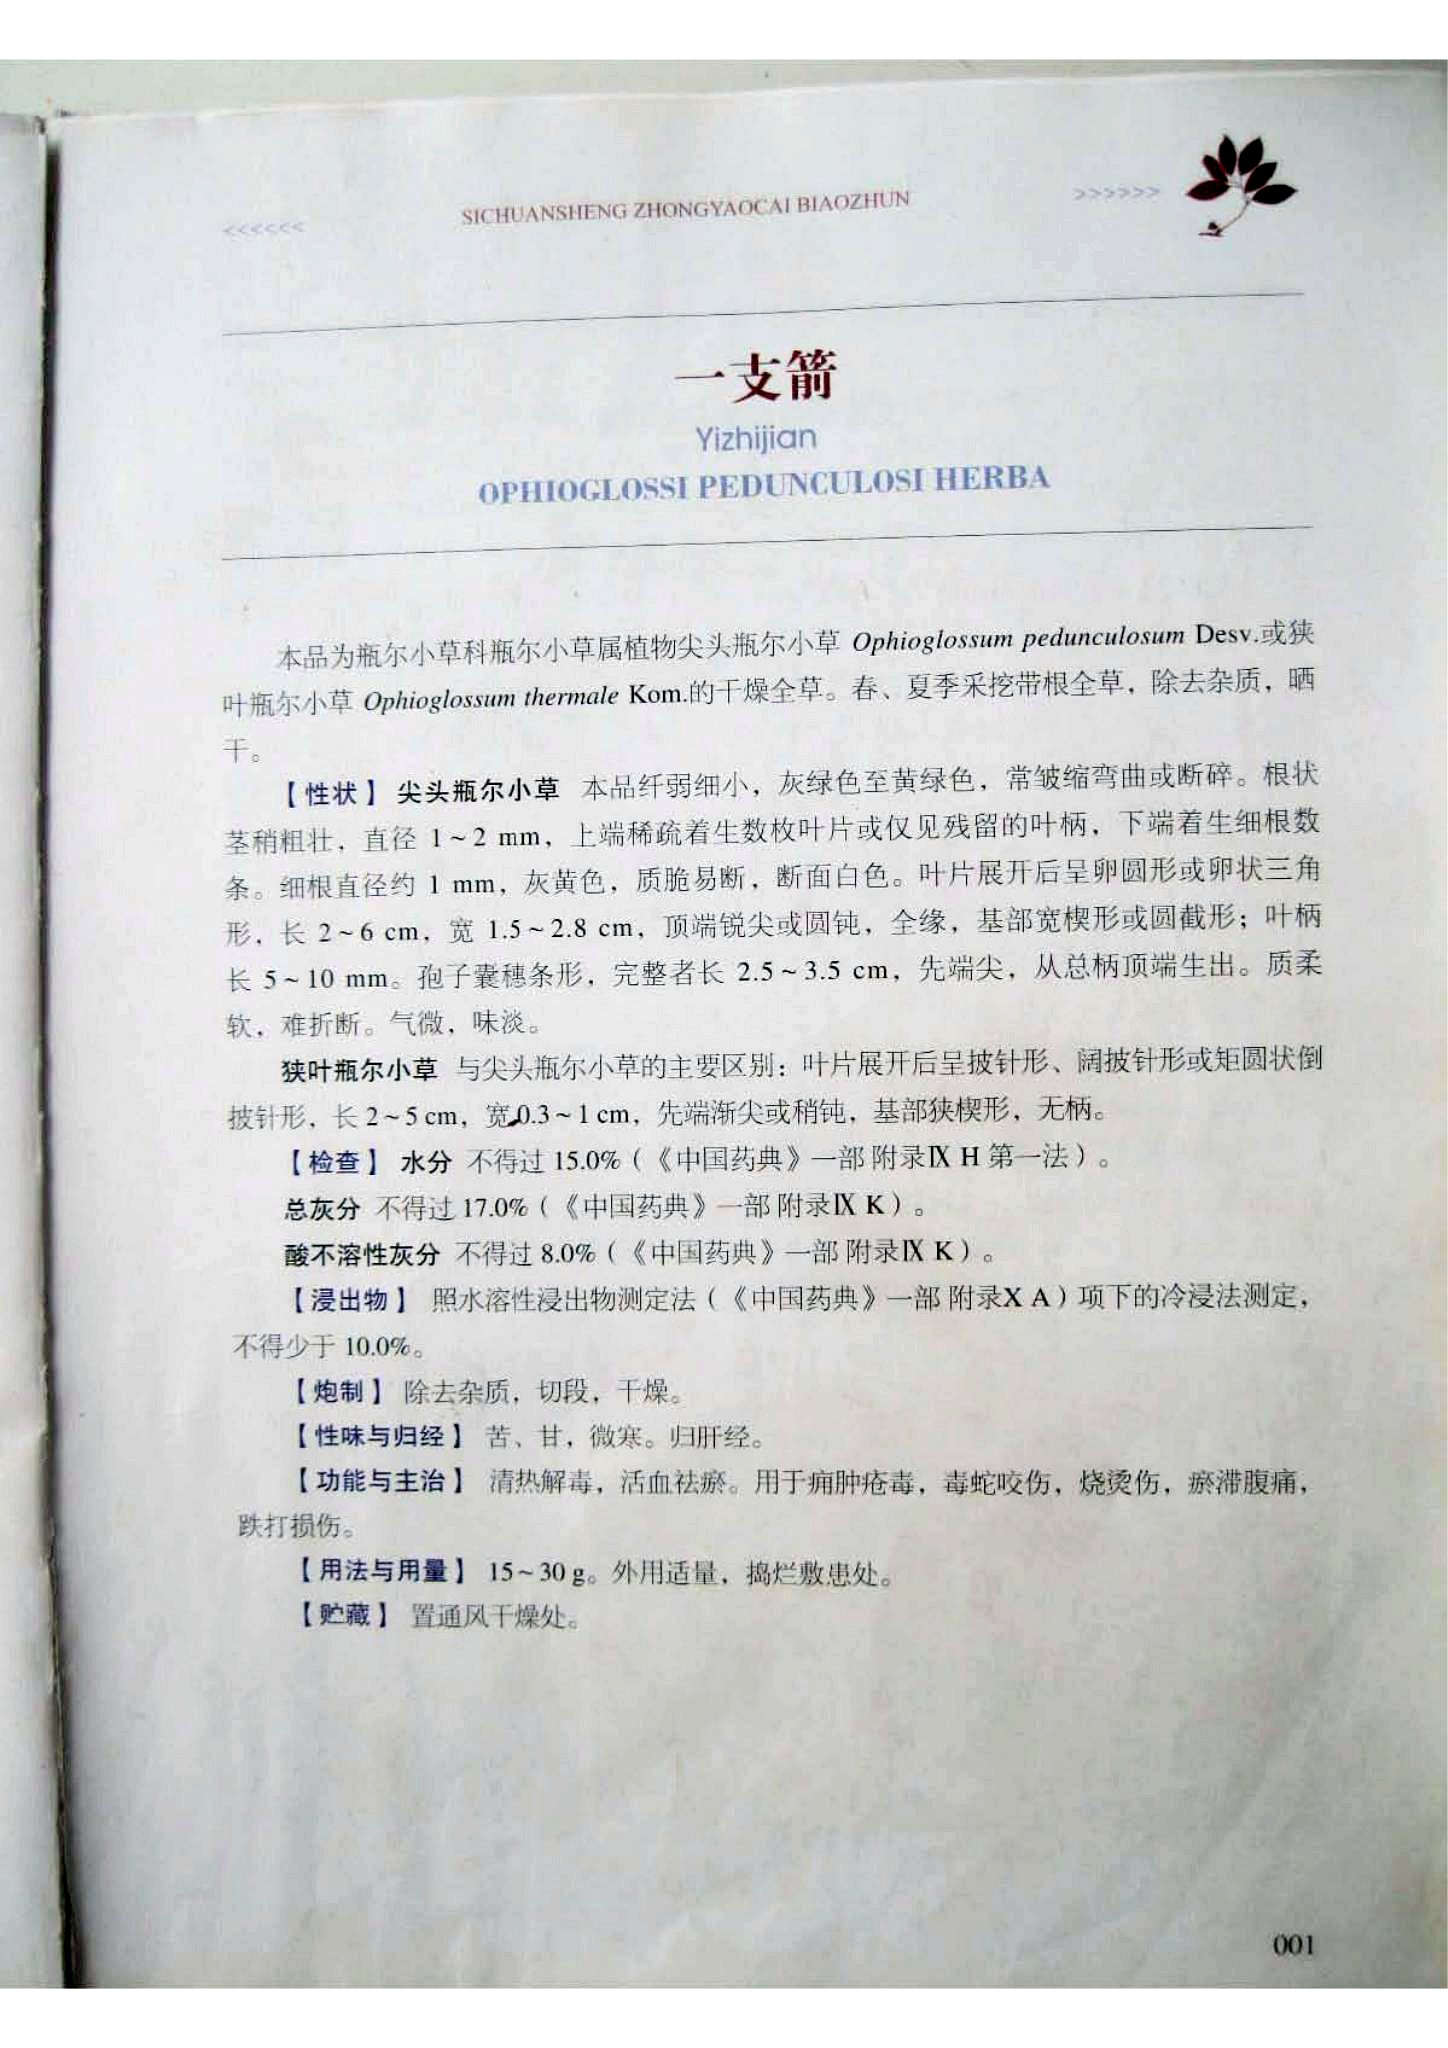 <<<<<<
SICHUANSHENG ZHONGYAOCAI BIAOZHUN
>>>>>>
一支箭
Yizhijian
OPHIOGLOSSI PEDUNCULOSI HERBA
本品为瓶尔小草科瓶尔小草属植物尖头瓶尔小草 Ophioglossum pedunculosum Desv.或狭
叶瓶尔小草 Ophioglossum thermale Kom.的干燥全草。春、夏季采挖带根全草，除去杂质，晒
干。
【性状】 尖头瓶尔小草 本品纤弱细小，灰绿色至黄绿色，常皱缩弯曲或断碎。根状
茎稍粗壮，直径 1~2 mm，上端稀疏着生数枚叶片或仅见残留的叶柄，下端着生细根数
条。细根直径约 1 mm，灰黄色，质脆易断，断面白色。叶片展开后呈卵圆形或卵状三角
形，长 2~6 cm，宽 1.5~2.8 cm，顶端锐尖或圆钝，全缘，基部宽楔形或圆截形；叶柄
长 5~10 mm。孢子囊穗条形，完整者长 2.5~3.5 cm，先端尖，从总柄顶端生出。质柔
软，难折断。气微，味淡。
狭叶瓶尔小草 与尖头瓶尔小草的主要区别：叶片展开后呈披针形、阔披针形或矩圆状倒
披针形，长 2~5 cm，宽 0.3~1 cm，先端渐尖或稍钝，基部狭楔形，无柄。
【检查】 水分 不得过 15.0%（《中国药典》一部 附录Ⅸ H 第一法）。
总灰分 不得过 17.0%（《中国药典》一部 附录Ⅸ K）。
酸不溶性灰分 不得过 8.0%（《中国药典》一部 附录Ⅸ K）。
【浸出物】 照水溶性浸出物测定法（《中国药典》一部 附录Ⅹ A）项下的冷浸法测定，
不得少于 10.0%。
【炮制】 除去杂质，切段，干燥。
【性味与归经】 苦、甘，微寒。归肝经。
【功能与主治】 清热解毒，活血祛瘀。用于痈肿疮毒，毒蛇咬伤，烧烫伤，瘀滞腹痛，
跌打损伤。
【用法与用量】 15~30 g。外用适量，捣烂敷患处。
【贮藏】 置通风干燥处。
001